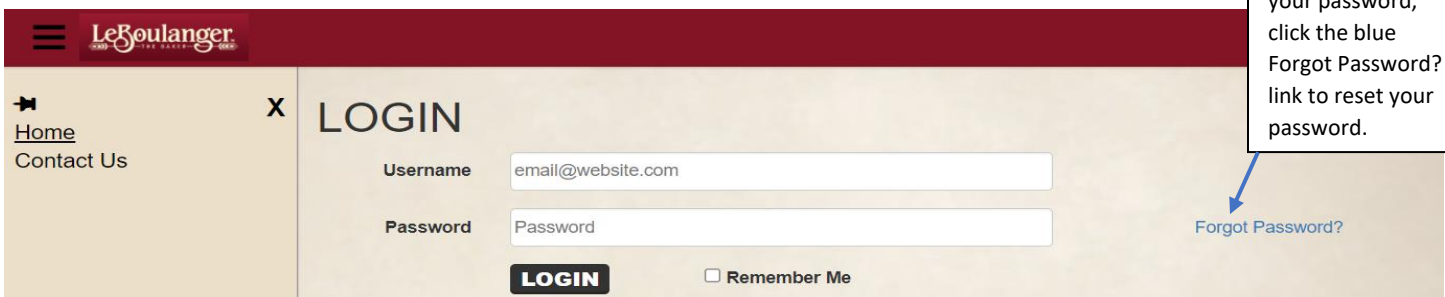 your password,
click the blue
Forgot Password?
link to reset your
password.
LeBoulanger.
THE BAKER
X
Home
Contact Us
LOGIN
Username
email@website.com
Password
Password
Forgot Password?
LOGIN
Remember Me